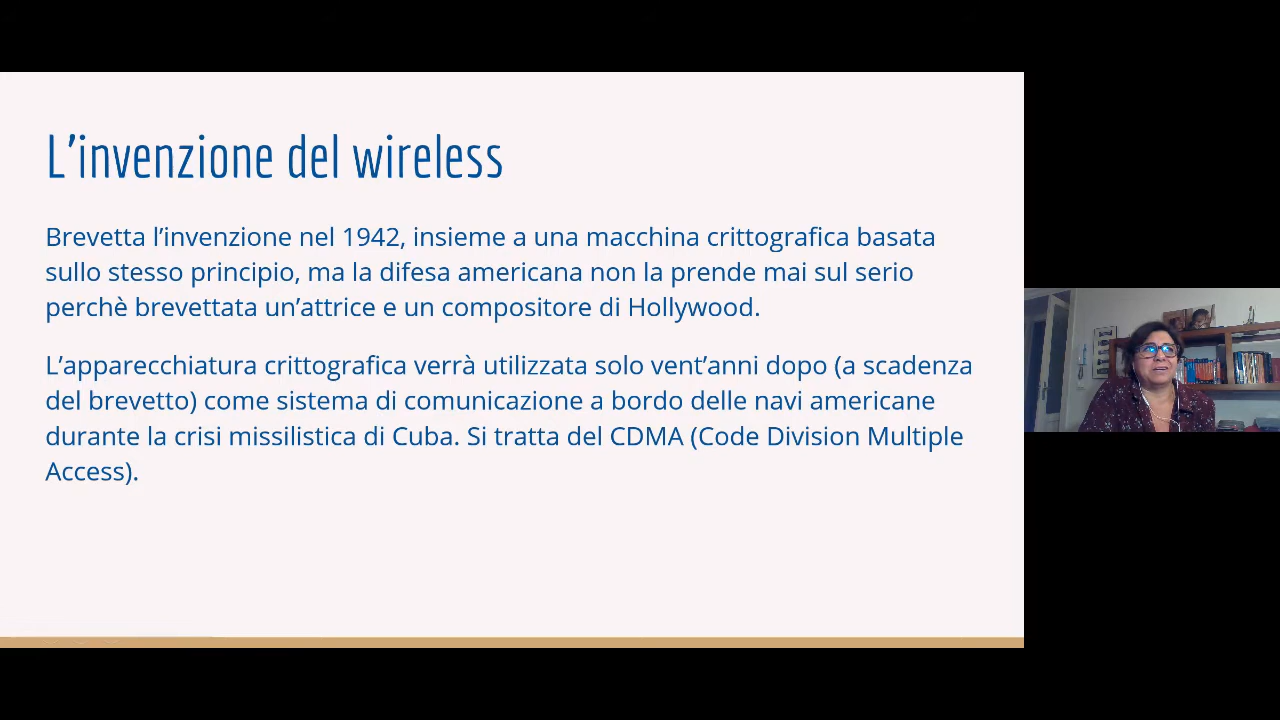 L'invenzione del wireless
Brevetta l'invenzione nel 1942, insieme a una macchina crittografica basata
sullo stesso principio, ma la difesa americana non la prende mai sul serio
perchè brevettata un'attrice e un compositore di Hollywood.
L'apparecchiatura crittografica verrà utilizzata solo vent'anni dopo (a scadenza
del brevetto) come sistema di comunicazione a bordo delle navi americane
durante la crisi missilistica di Cuba. Si tratta del CDMA (Code Division Multiple
Access).